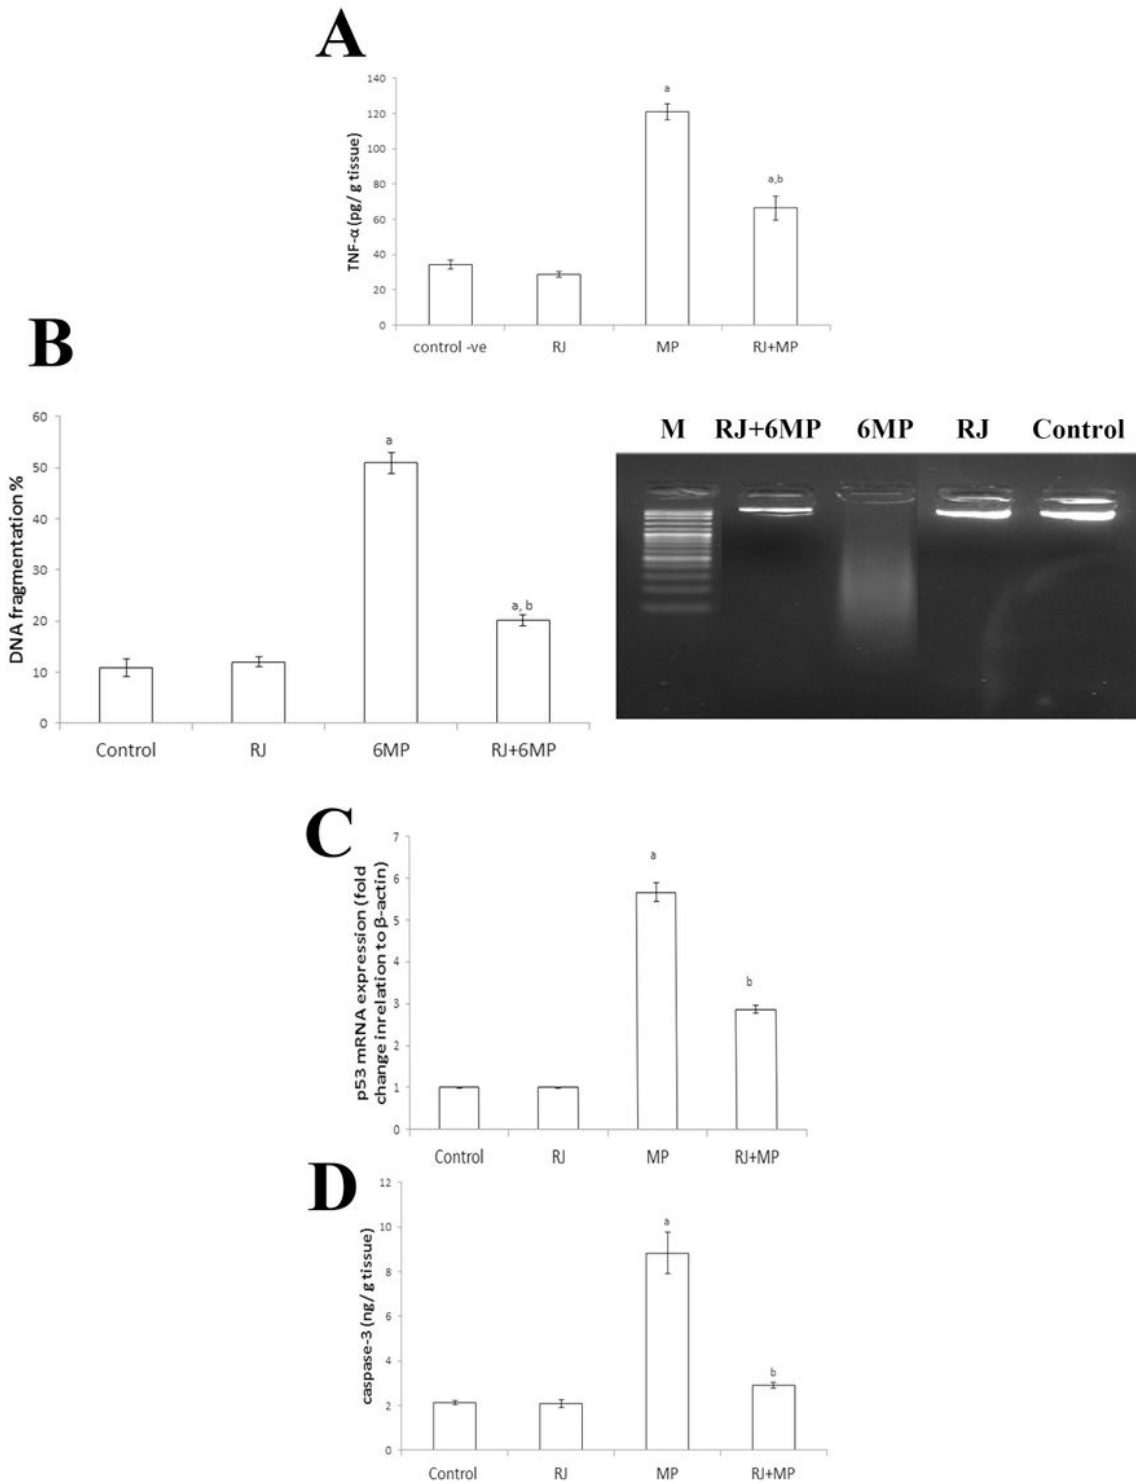 A
TNF-α (pg/ g tissue)
140
120
100
80
60
40
20
0
a
a,b
control -ve RJ MP RJ+MP
B
DNA fragmentation %
60
50
40
30
20
10
0
a
a, b
Control RJ 6MP RJ+6MP
M RJ+6MP 6MP RJ Control
C
p53 mRNA expression (fold
change inrelation to β-actin)
7
6
5
4
3
2
1
0
a
b
Control RJ MP RJ+MP
D
caspase-3 (ng/ g tissue)
12
10
8
6
4
2
0
a
b
Control RJ MP RJ+MP